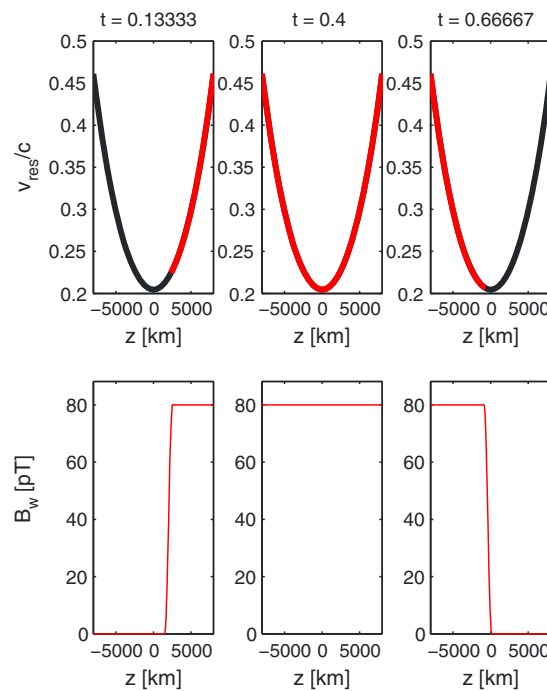 t = 0.13333
t = 0.4
t = 0.66667
v_res/c
0.5 0.5 0.5
0.45 0.45 0.45
0.4 0.4 0.4
0.35 0.35 0.35
0.3 0.3 0.3
0.25 0.25 0.25
0.2 0.2 0.2
−5000 0 5000 −5000 0 5000 −5000 0 5000
z [km] z [km] z [km]
B_w [pT]
80 80 80
60 60 60
40 40 40
20 20 20
0 0 0
−5000 0 5000 −5000 0 5000 −5000 0 5000
z [km] z [km] z [km]